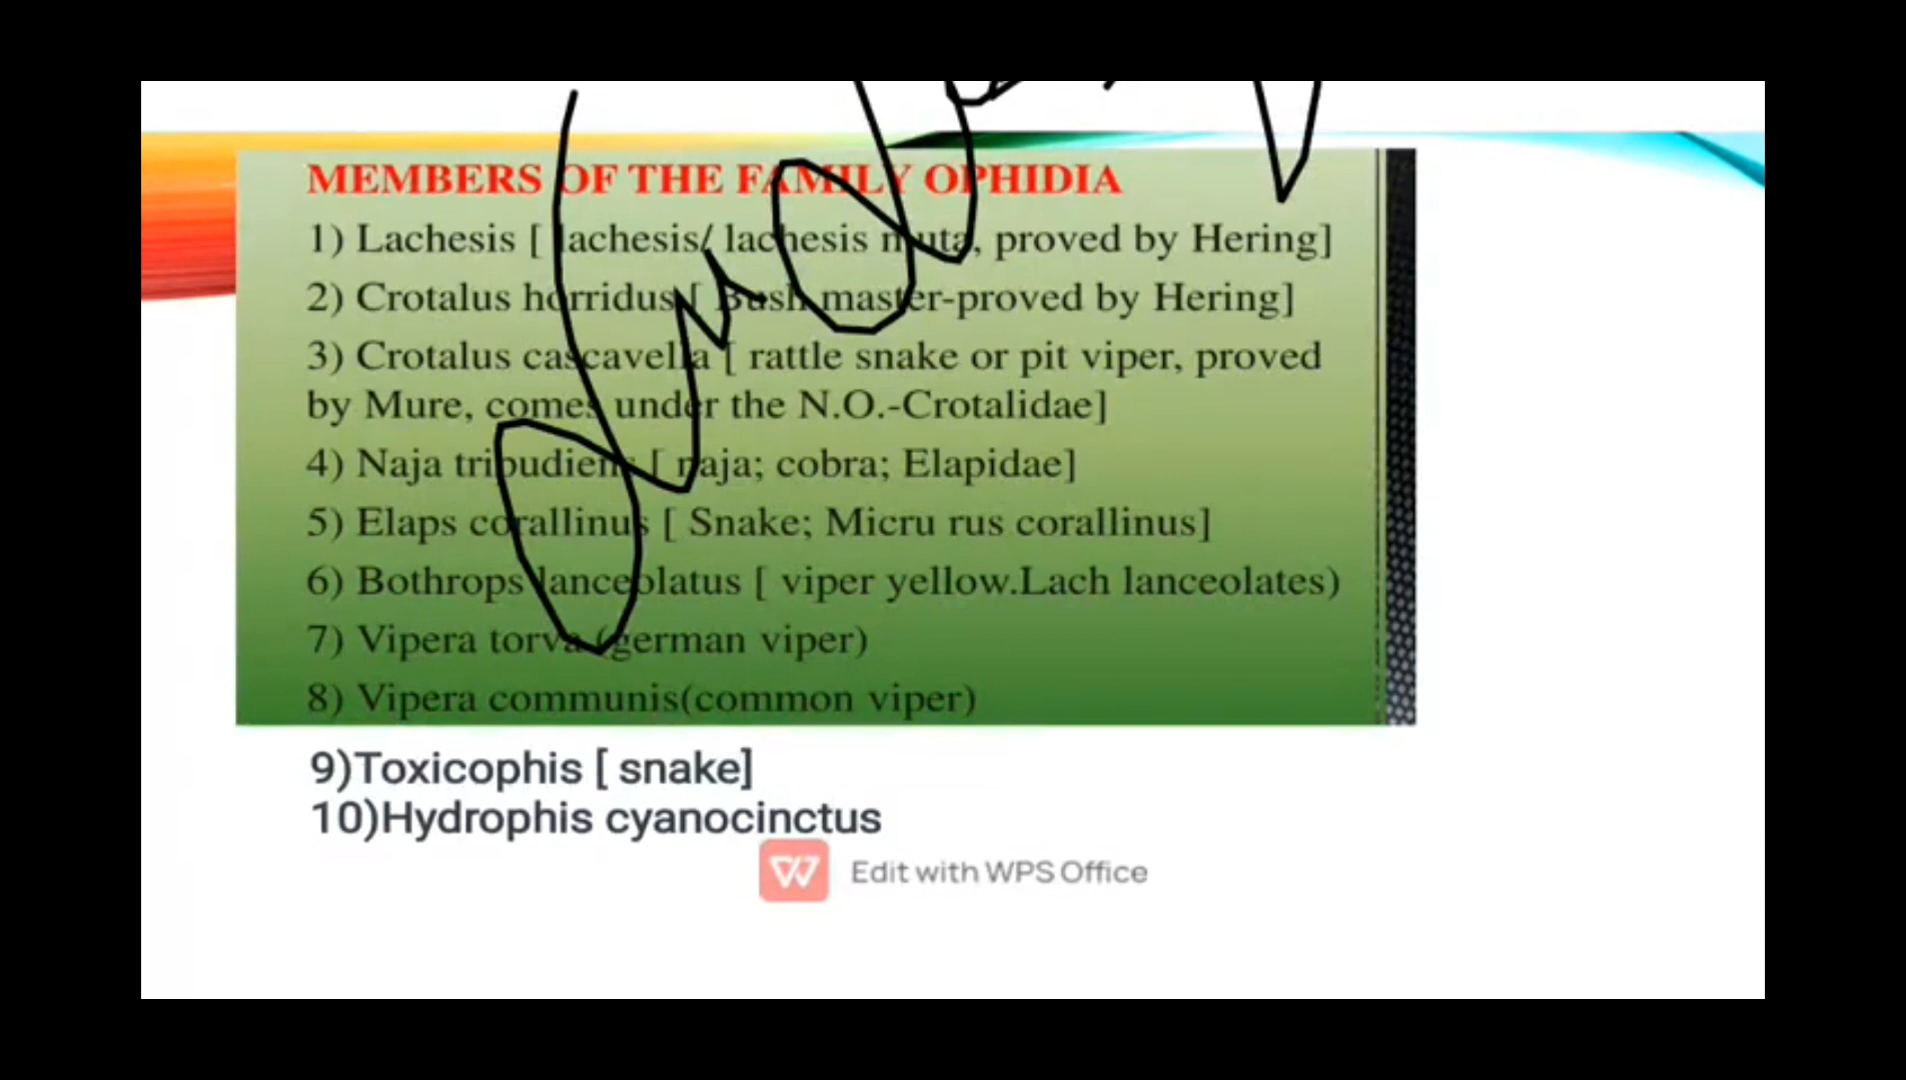 MEMBERS OF THE FAMILY OPHIDIA
1) Lachesis [ lachesis/ lachesis muta, proved by Hering]
2) Crotalus horridus [ Bush master-proved by Hering]
3) Crotalus cascavella [ rattle snake or pit viper, proved
by Mure, comes under the N.O.-Crotalidae]
4) Naja tripudiens [ naja; cobra; Elapidae]
5) Elaps corallinus [ Snake; Micru rus corallinus]
6) Bothrops lanceolatus [ viper yellow.Lach lanceolates)
7) Vipera torva (german viper)
8) Vipera communis(common viper)
9)Toxicophis [ snake]
10)Hydrophis cyanocinctus
Edit with WPS Office